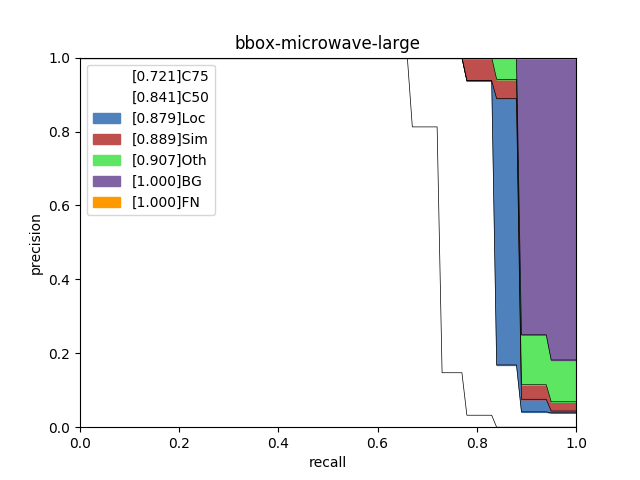 bbox-microwave-large
1.0
0.8
0.6
0.4
0.2
0.0
precision
[0.721]C75
[0.841]C50
[0.879]Loc
[0.889]Sim
[0.907]Oth
[1.000]BG
[1.000]FN
0.0 0.2 0.4 0.6 0.8 1.0
recall